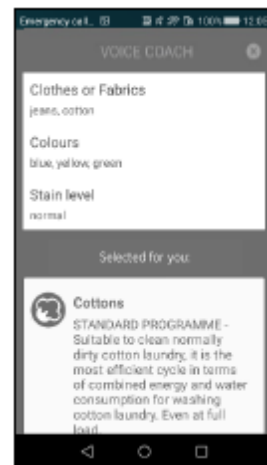 Emergency cal... 100% 12:06
VOICE COACH
Clothes or Fabrics
jeans, cotton
Colours
blue, yellow, green
Stain level
normal
Selected for you:
Cottons
STANDARD PROGRAMME -
Suitable to clean normally
dirty cotton laundry, it is the
most efficient cycle in terms
of combined energy and water
consumption for washing
cotton laundry. Even at full
load.